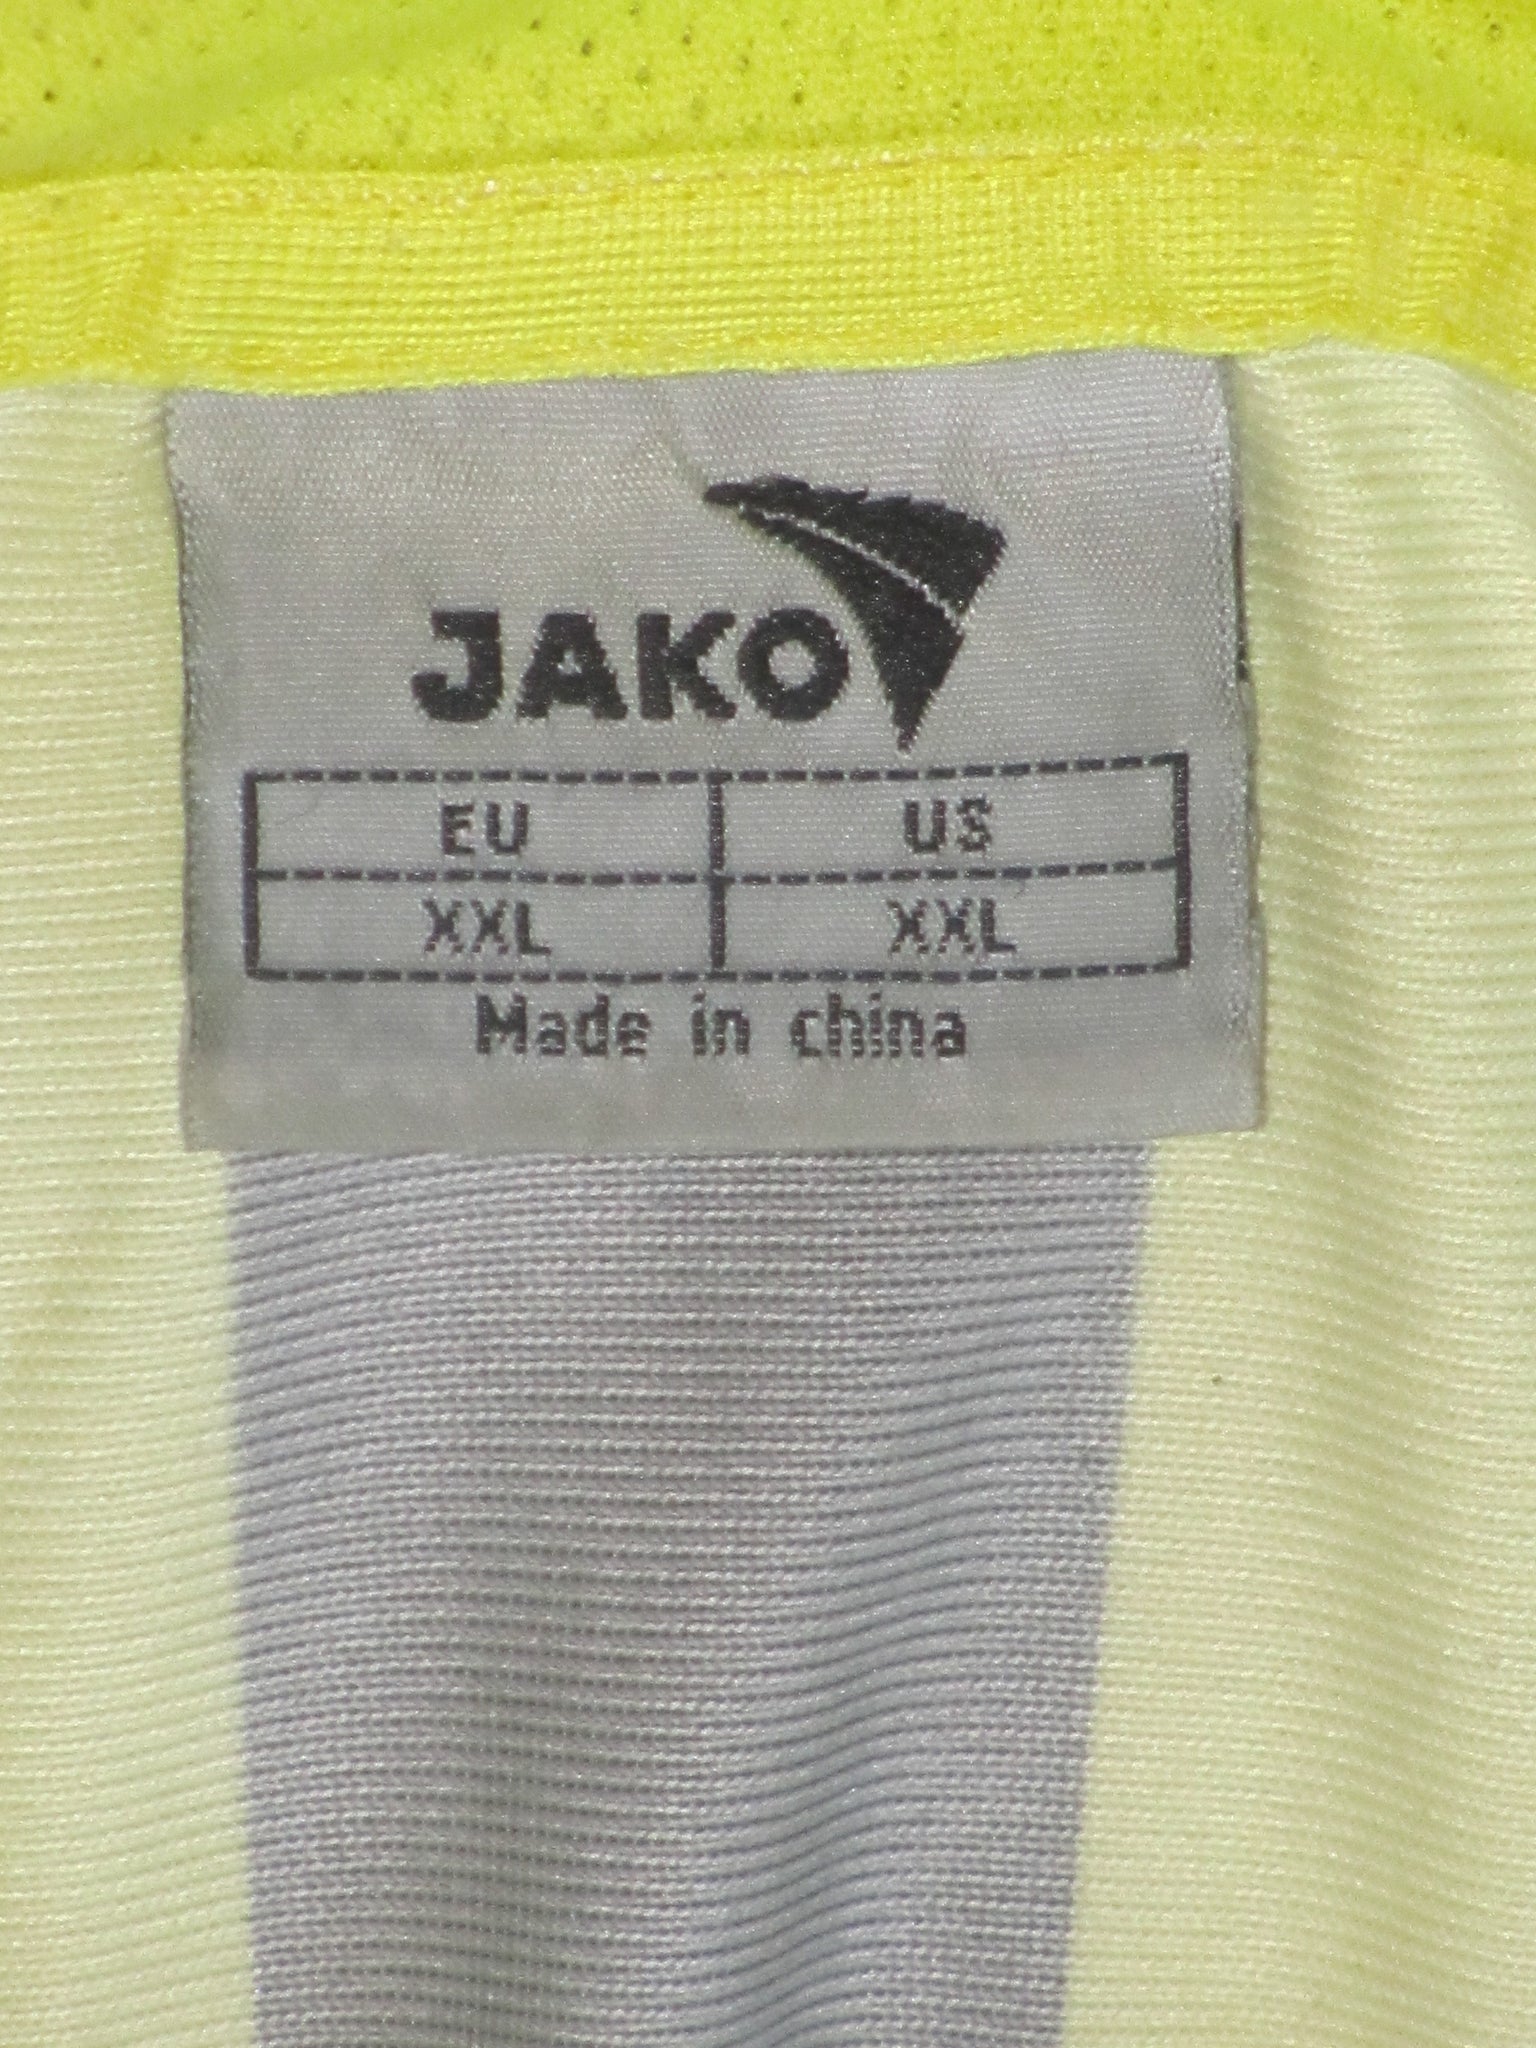 JAKO
EU US
XXL XXL
Made in china